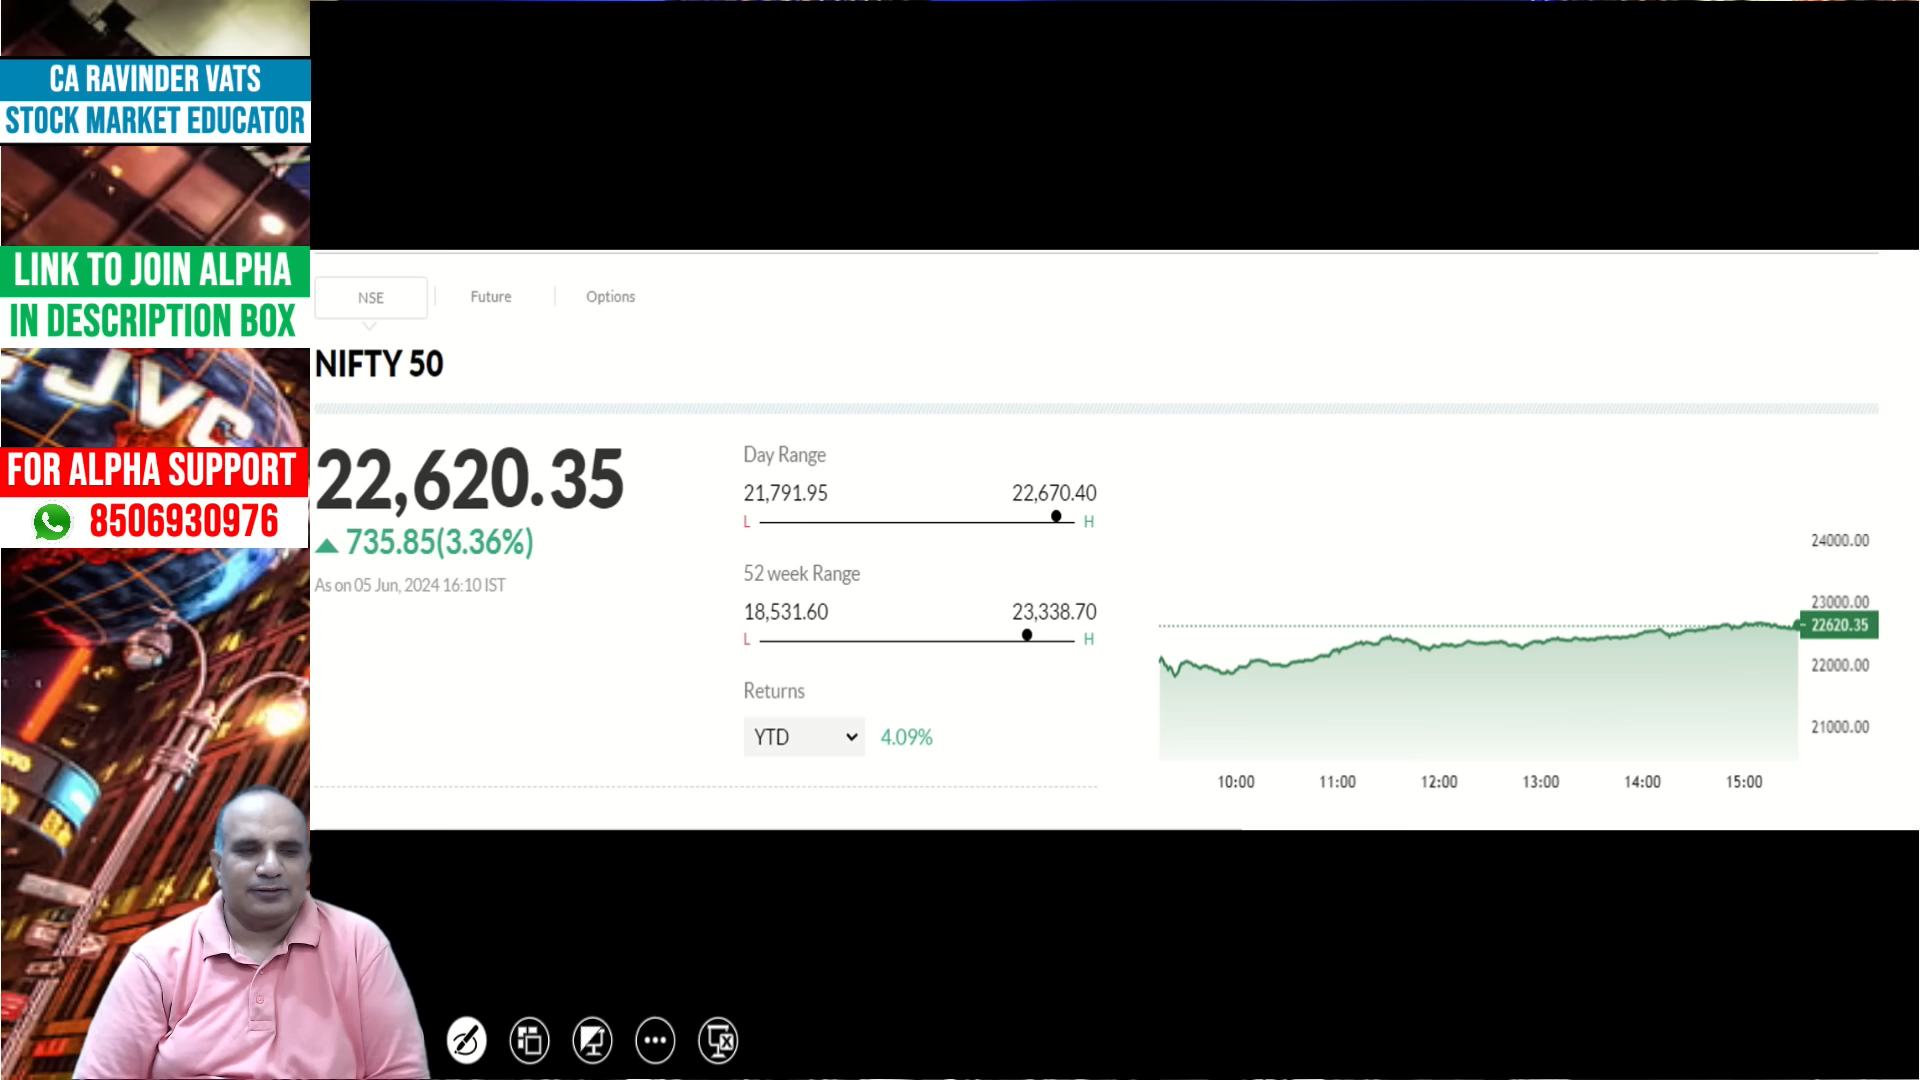 CA RAVINDER VATS
STOCK MARKET EDUCATOR
LINK TO JOIN ALPHA
IN DESCRIPTION BOX
JVC
FOR ALPHA SUPPORT
8506930976
NSE
Future
Options
NIFTY 50
22,620.35
735.85(3.36%)
As on 05 Jun, 2024 16:10 IST
Day Range
21,791.95 22,670.40
L H
52 week Range
18,531.60 23,338.70
L H
Returns
YTD 4.09%
24000.00
23000.00
22620.35
22000.00
21000.00
10:00 11:00 12:00 13:00 14:00 15:00